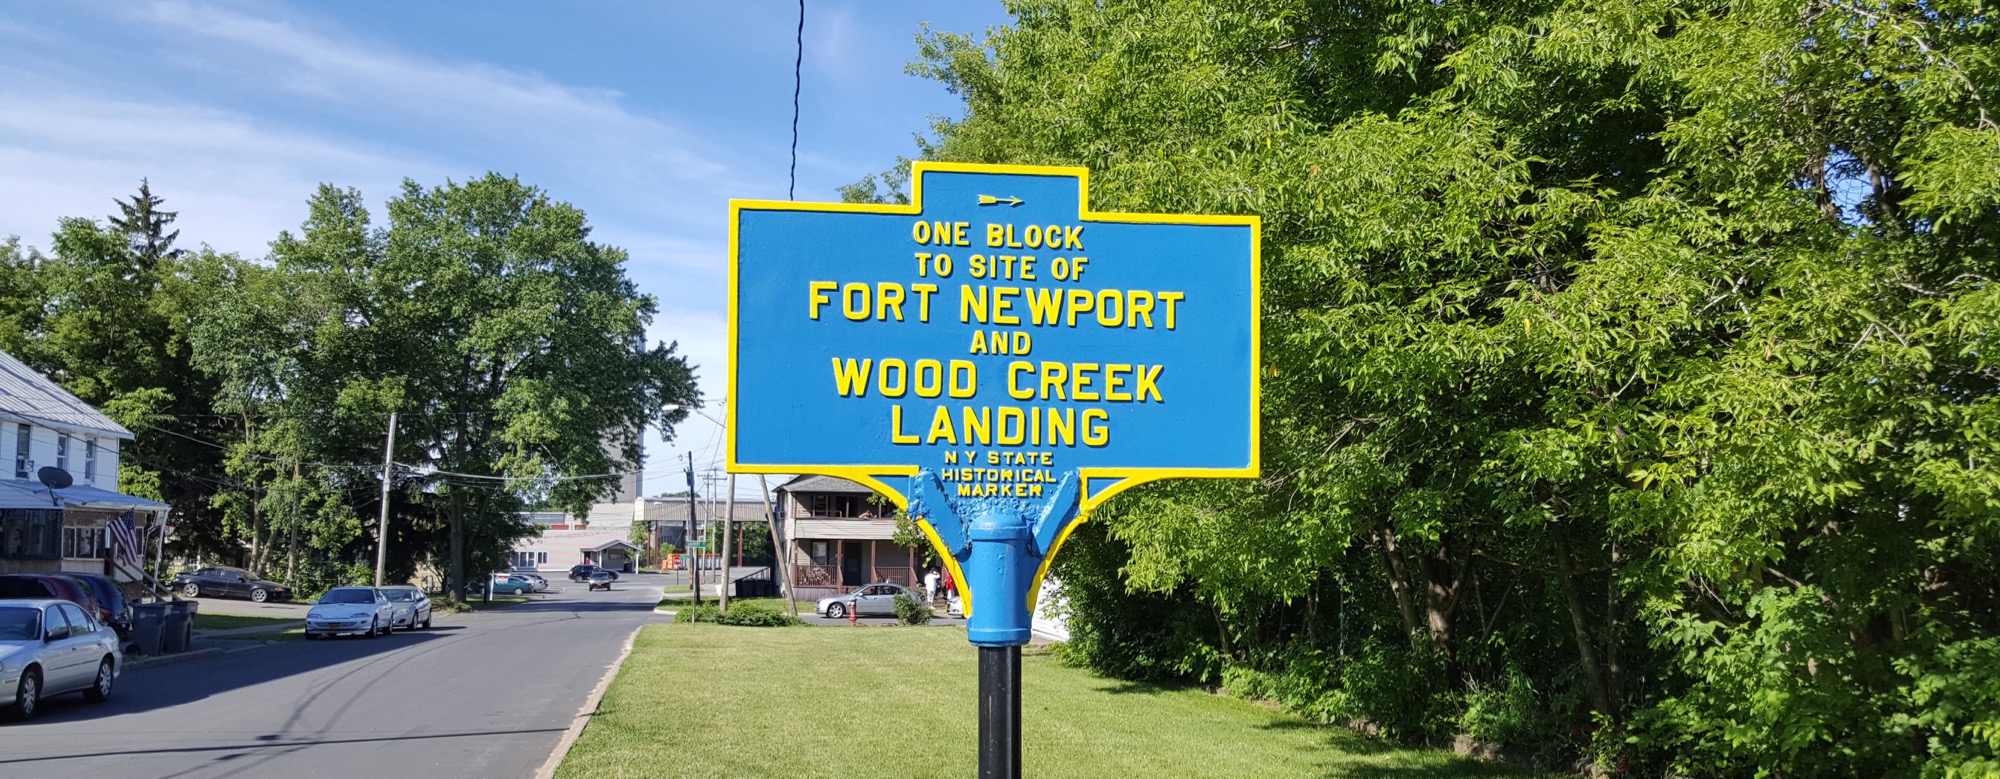 ONE BLOCK
TO SITE OF
FORT NEWPORT
AND
WOOD CREEK
LANDING
N Y STATE
HISTORICAL
MARKER